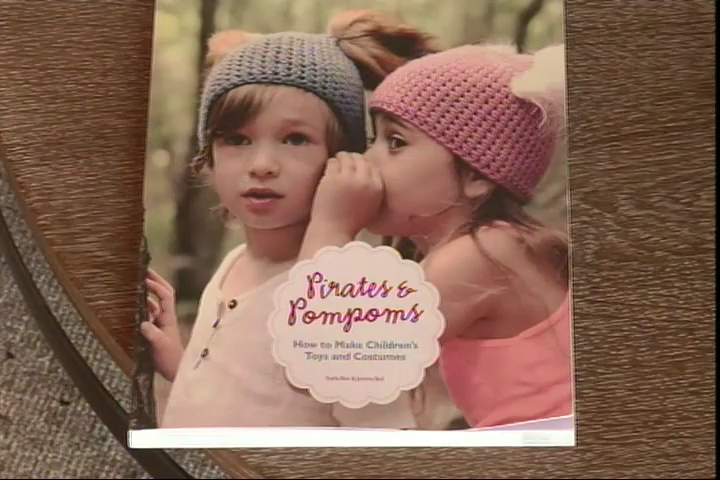 Pirates &
Pompoms
How to Make Children's
Toys and Costumes